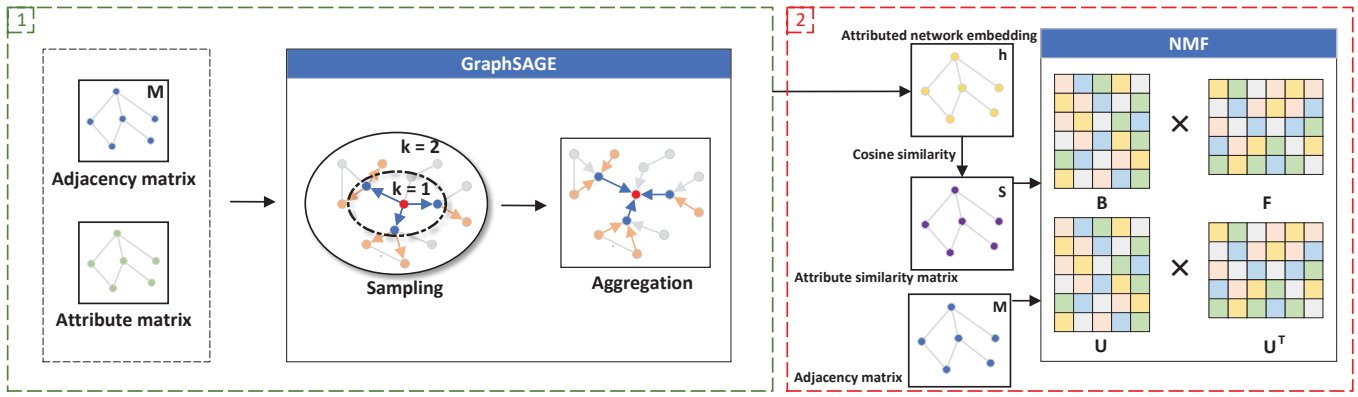 1
M
Adjacency matrix
Attribute matrix
GraphSAGE
k = 2
k = 1
Sampling
Aggregation
2
Attributed network embedding
h
Cosine similarity
S
Attribute similarity matrix
M
Adjacency matrix
NMF
×
B
F
×
U
U^T